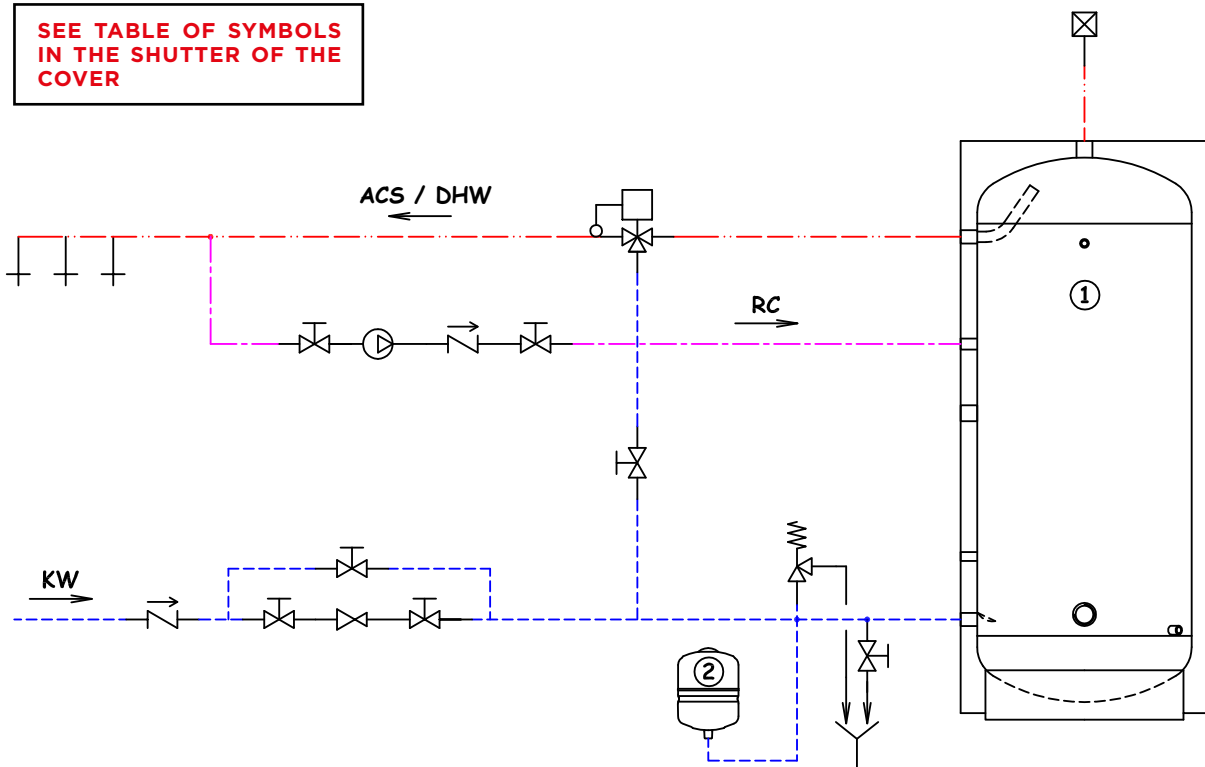 SEE TABLE OF SYMBOLS
IN THE SHUTTER OF THE
COVER
ACS / DHW
1
RC
KW
2